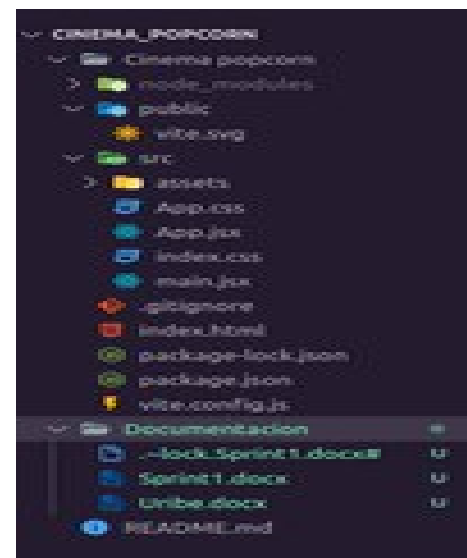 CINEMA_POPCORN
Cinema popcorn
node_modules
public
vite.svg
src
assets
App.css
App.jsx
index.css
main.jsx
.gitignore
index.html
package-lock.json
package.json
vite.config.js
Documentacion
.~lock.Sprint1.docx# U
Sprint1.docx U
Uribe.docx U
README.md